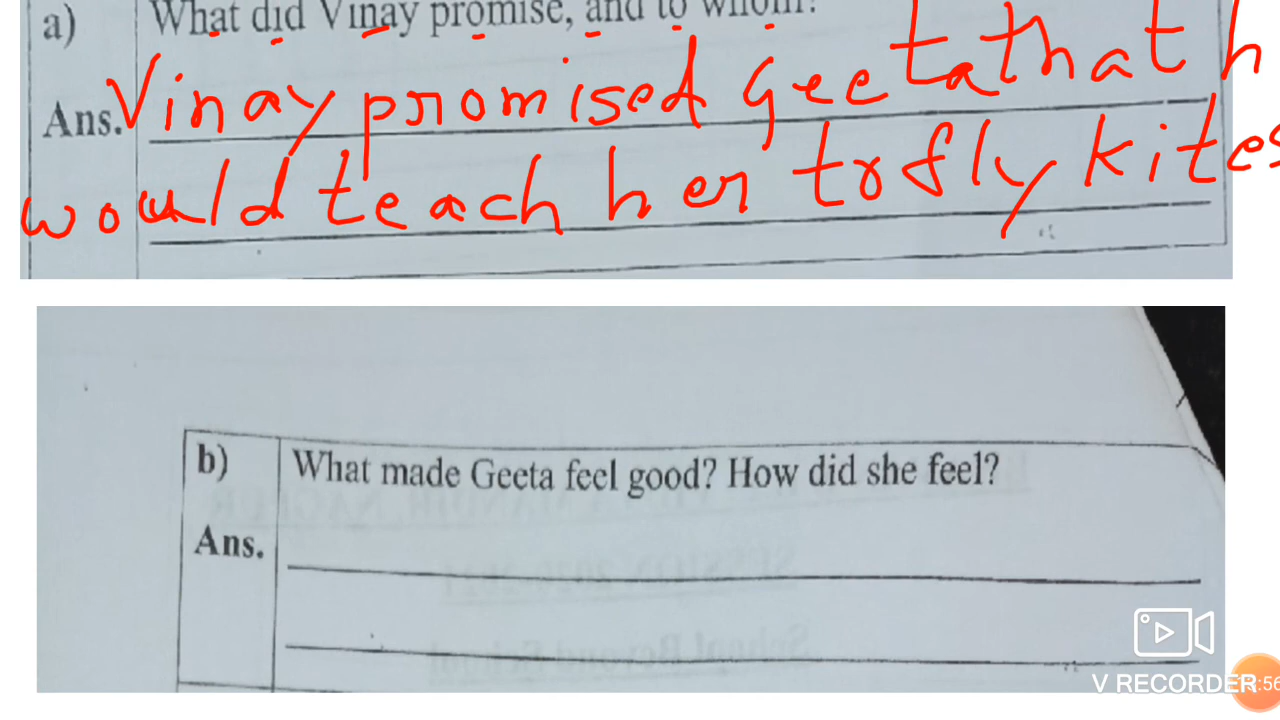 a) What did Vinay promise, and to whom?
Ans. Vinay promised Geeta that h
would teach her to fly kites
b) What made Geeta feel good? How did she feel?
Ans.
V RECORDER
:56